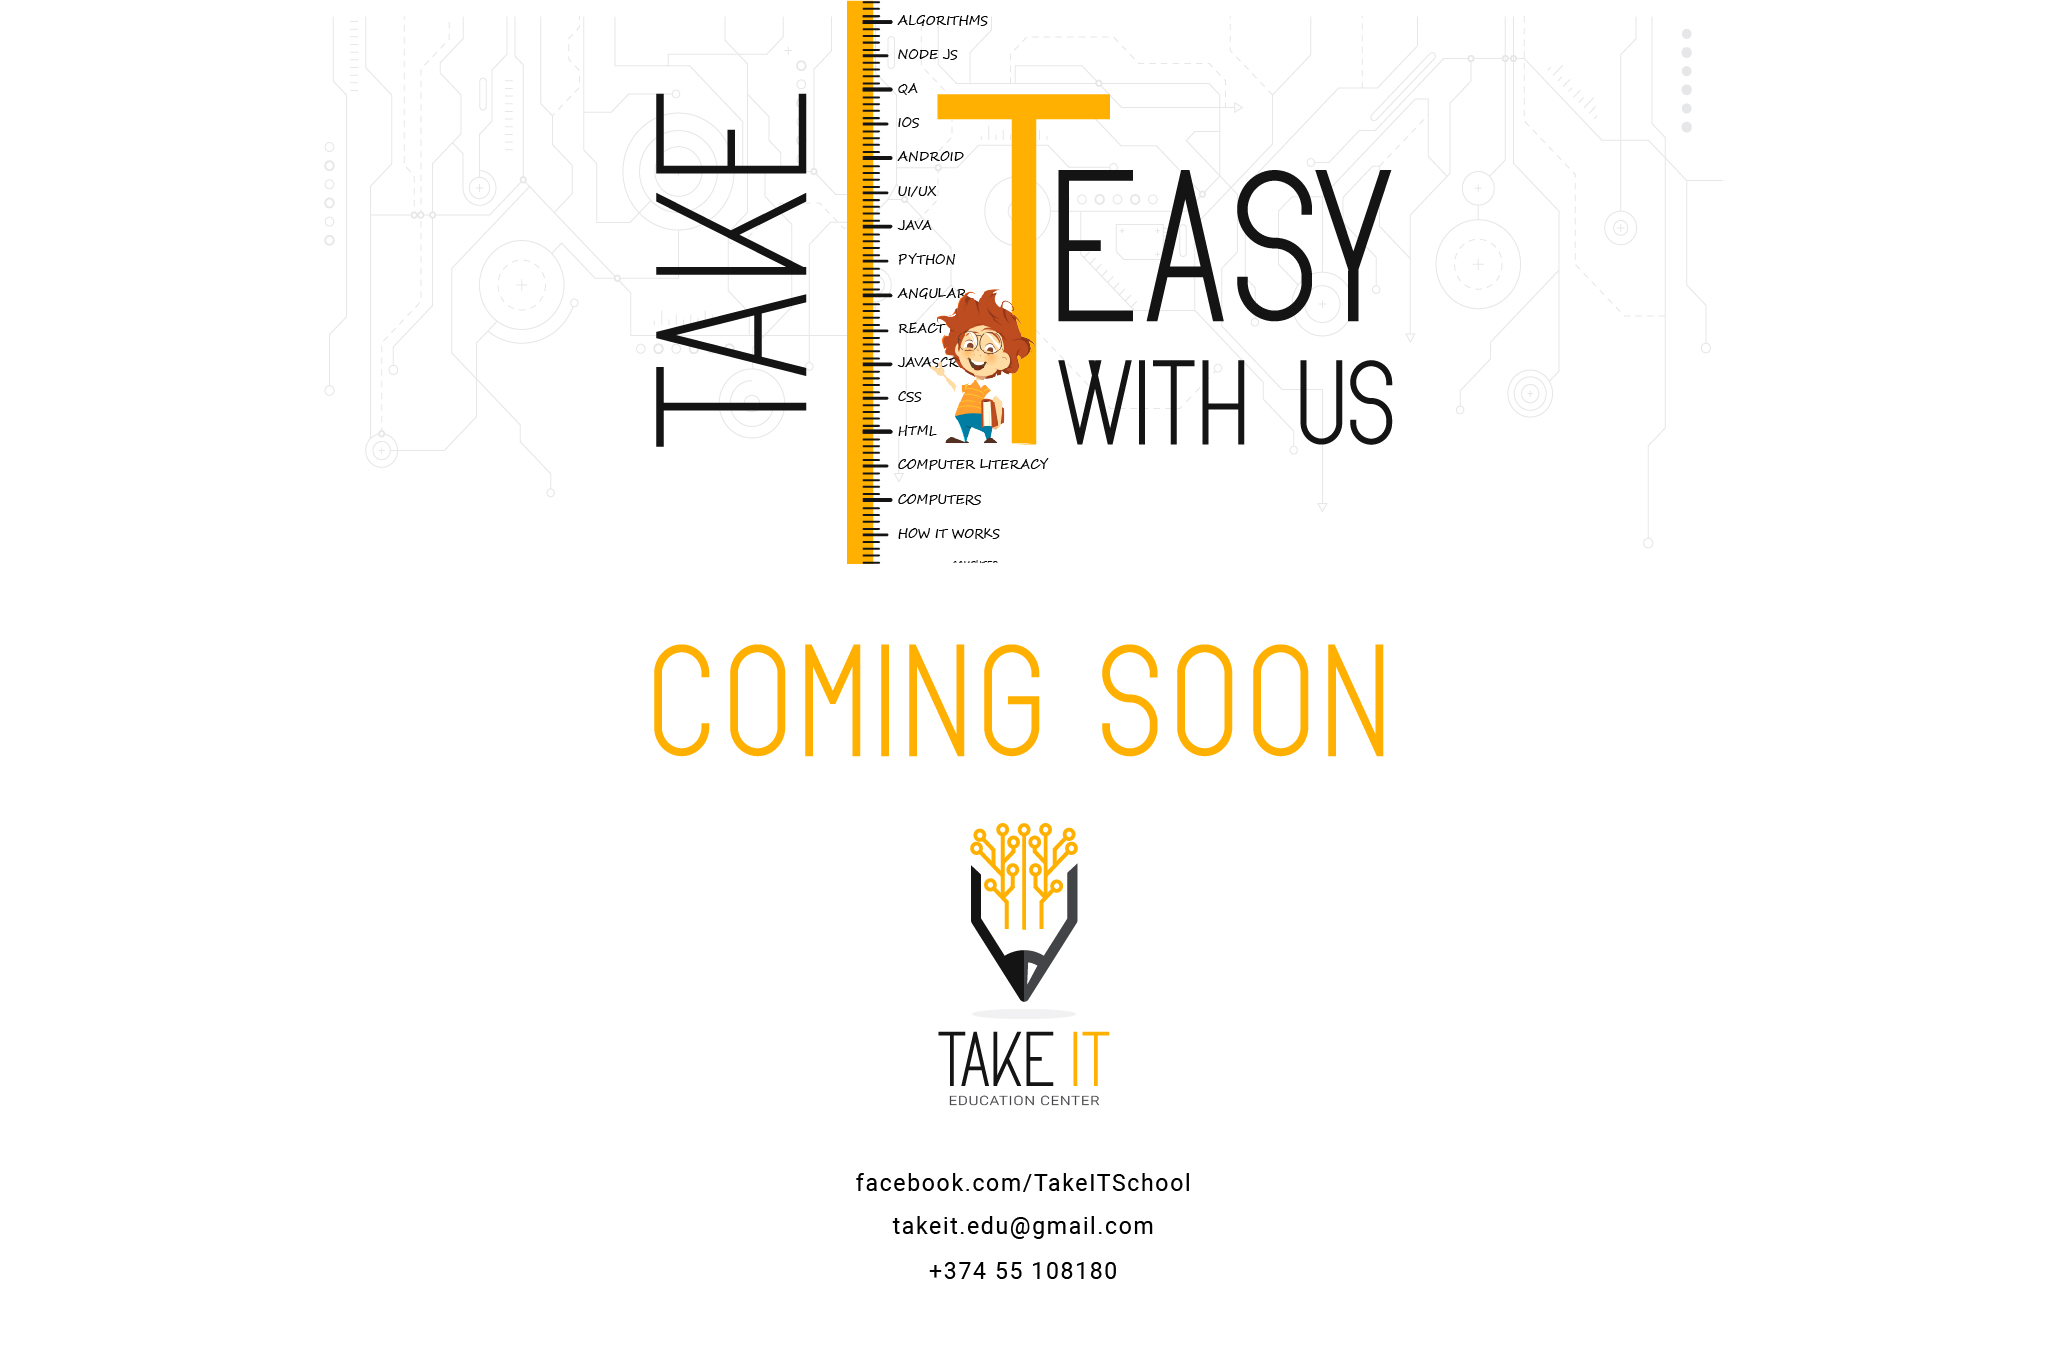 TAKE
IT
EASY
WITH US
ALGORITHMS
NODE JS
QA
IOS
ANDROID
UI/UX
JAVA
PYTHON
ANGULAR
REACT
JAVASCR
CSS
HTML
COMPUTER LITERACY
COMPUTERS
HOW IT WORKS
COMING SOON
TAKE IT
EDUCATION CENTER
facebook.com/TakeITSchool
takeit.edu@gmail.com
+374 55 108180